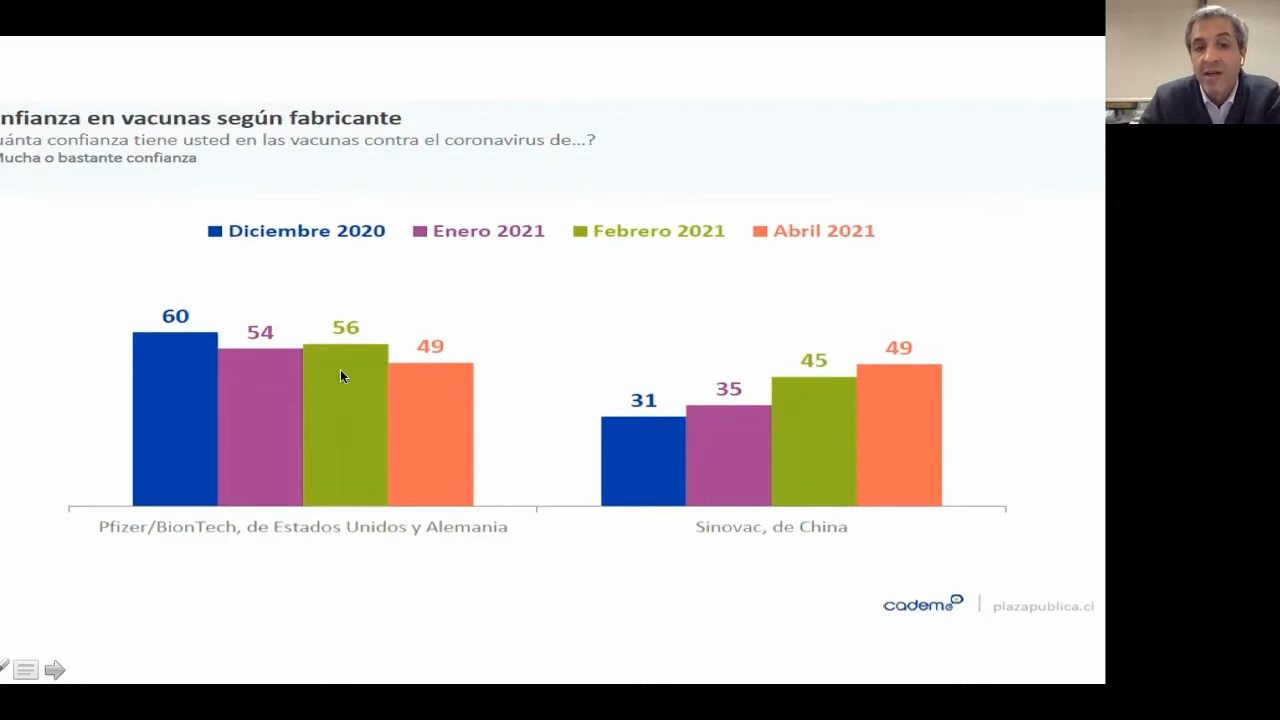 nfianza en vacunas según fabricante
uánta confianza tiene usted en las vacunas contra el coronavirus de...?
Mucha o bastante confianza
Diciembre 2020 Enero 2021 Febrero 2021 Abril 2021
60 54 56 49 31 35 45 49
Pfizer/BionTech, de Estados Unidos y Alemania Sinovac, de China
cadem plazapublica.cl